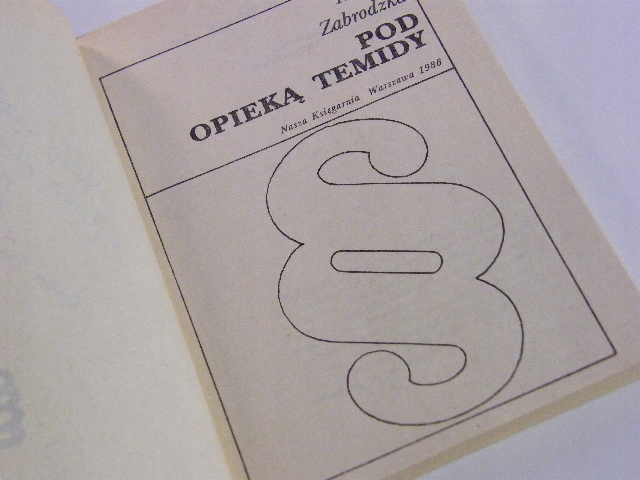 Zabrodzka
POD
OPIEKĄ TEMIDY
Nasza Księgarnia Warszawa 1986
§